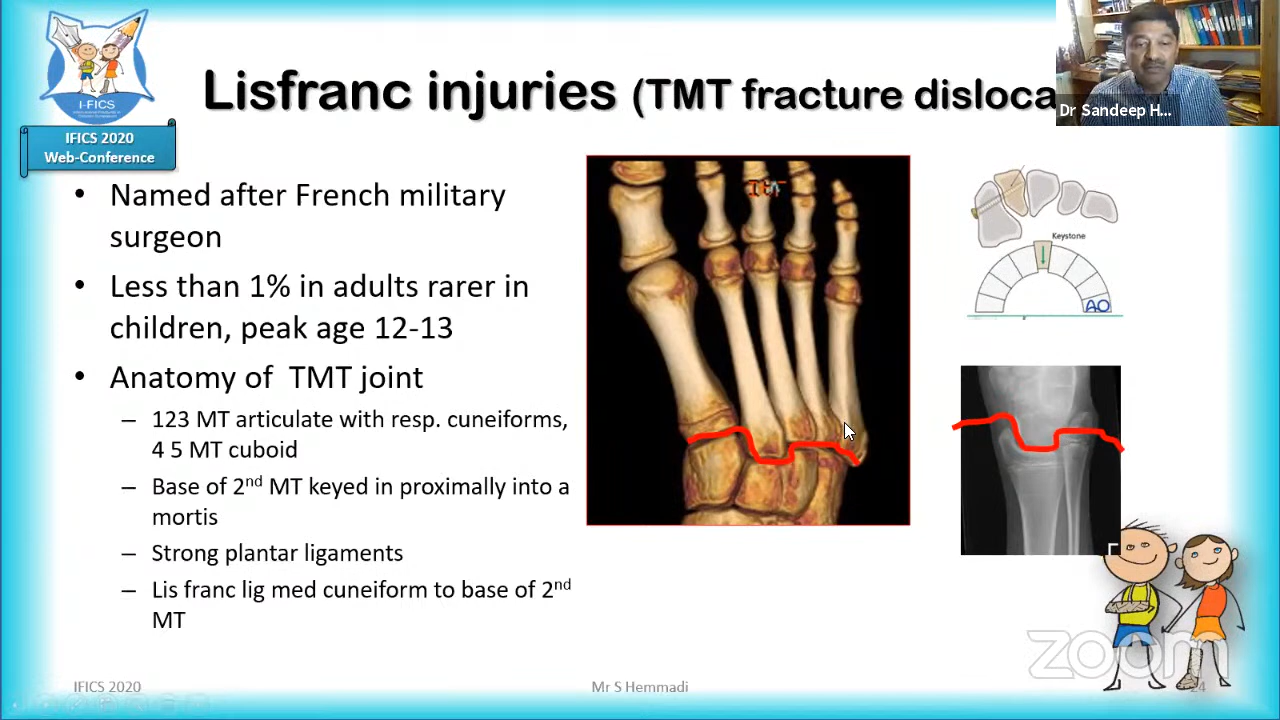 I-FICS
IFICS 2020
Web-Conference
Lisfranc injuries (TMT fracture disloca
Dr Sandeep H...
• Named after French military
surgeon
• Less than 1% in adults rarer in
children, peak age 12-13
• Anatomy of TMT joint
– 123 MT articulate with resp. cuneiforms,
4 5 MT cuboid
– Base of 2nd MT keyed in proximally into a
mortis
– Strong plantar ligaments
– Lis franc lig med cuneiform to base of 2nd
MT
Keystone
AO
zoom
IFICS 2020
Mr S Hemmadi
24